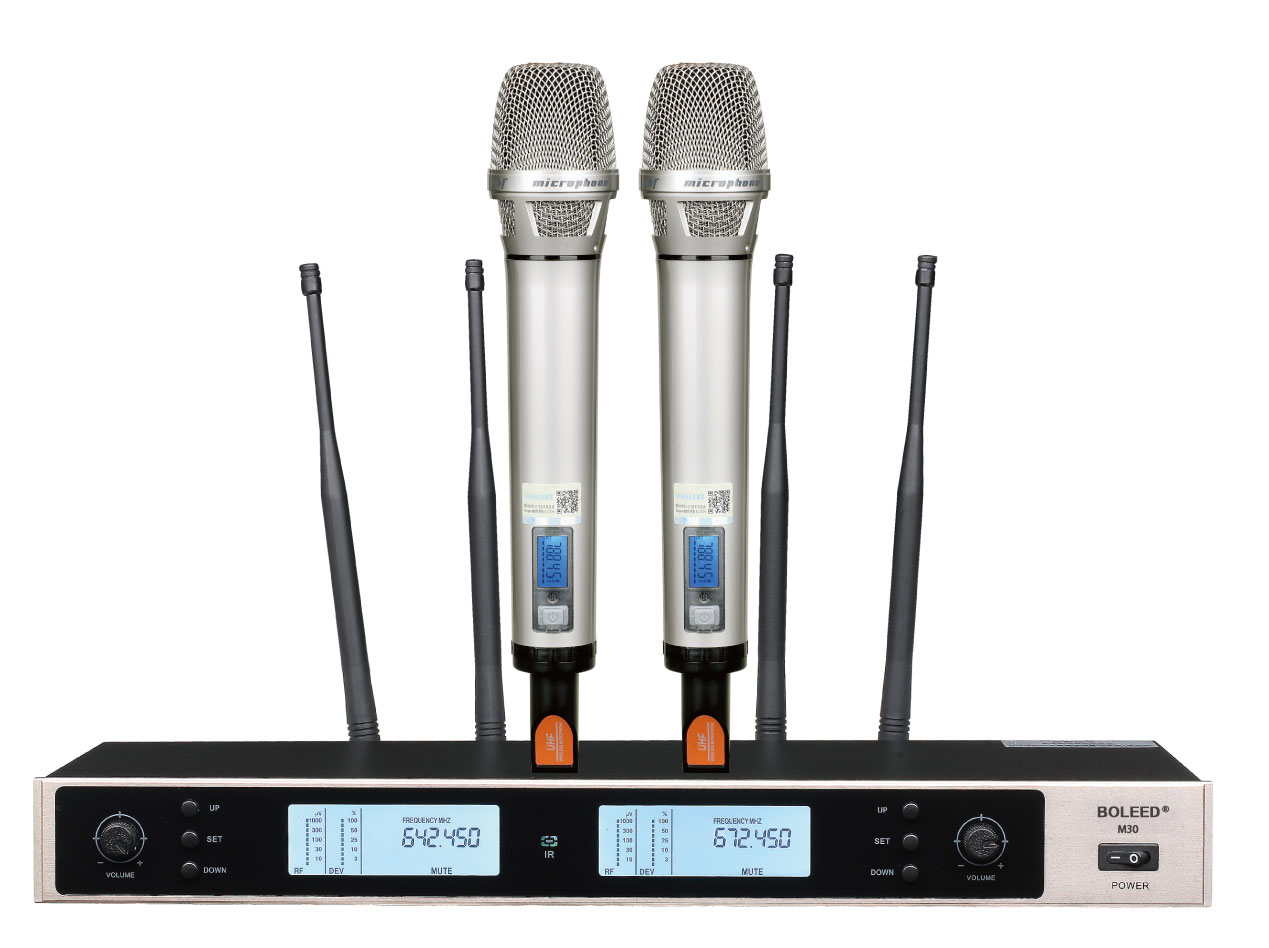 microphone
microphone
PHILEED
PHILEED
UHF
UHF
UP
SET
DOWN
VOLUME
µV
1000
300
100
30
10
RF
%
100
50
25
10
3
DEV
FREQUENCY MHZ
642.450
MUTE
IR
µV
1000
300
100
30
10
RF
%
100
50
25
10
3
DEV
FREQUENCY MHZ
672.450
MUTE
UP
SET
DOWN
VOLUME
BOLEED®
M30
POWER